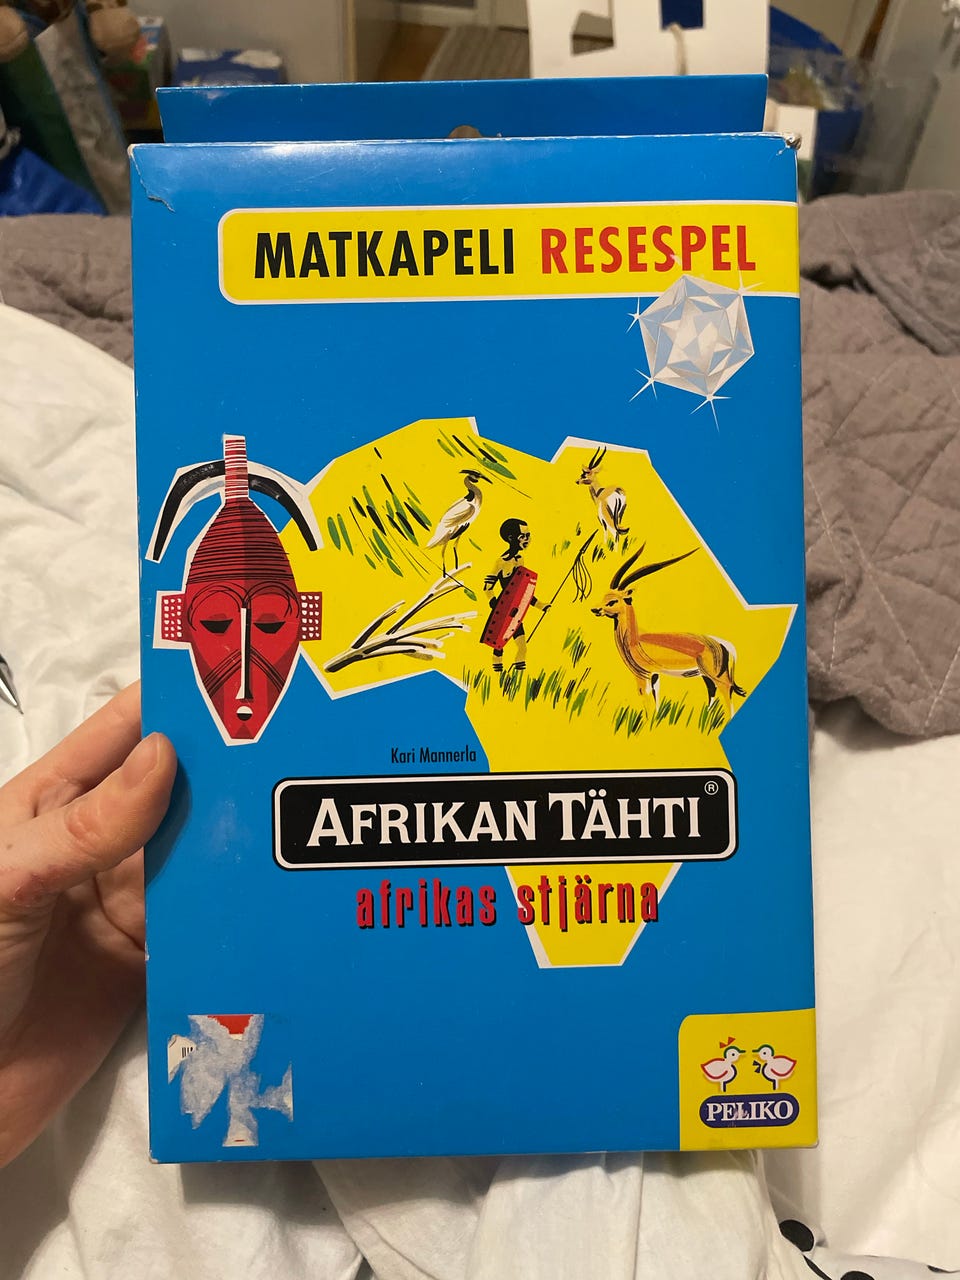 MATKAPELI RESESPEL
Kari Mannerla
AFRIKAN TÄHTI®
afrikas stjärna
PELIKO